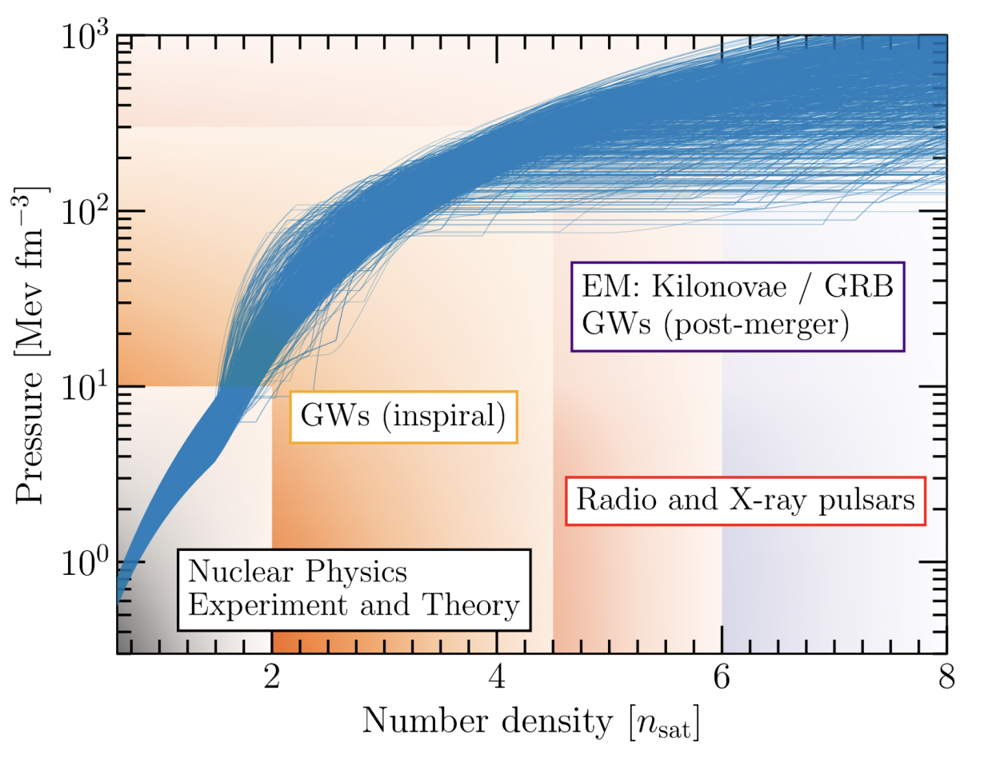 10³
10²
10¹
10⁰
Pressure [Mev fm⁻³]
EM: Kilonovae / GRB
GWs (post-merger)
GWs (inspiral)
Radio and X-ray pulsars
Nuclear Physics
Experiment and Theory
2 4 6 8
Number density [n_sat]